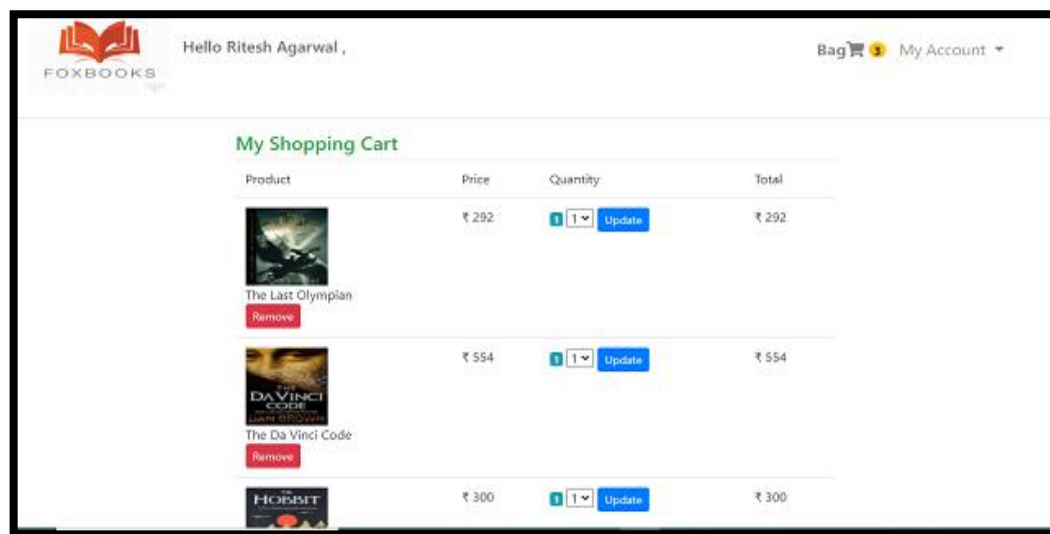 FOXBOOKS
Hello Ritesh Agarwal ,
Bag 3 My Account
My Shopping Cart
Product Price Quantity Total
₹ 292 1 1 Update ₹ 292
The Last Olympian
Remove
₹ 554 1 1 Update ₹ 554
THE
DA VINCI
CODE
DAN BROWN
The Da Vinci Code
Remove
₹ 300 1 1 Update ₹ 300
HOBBIT